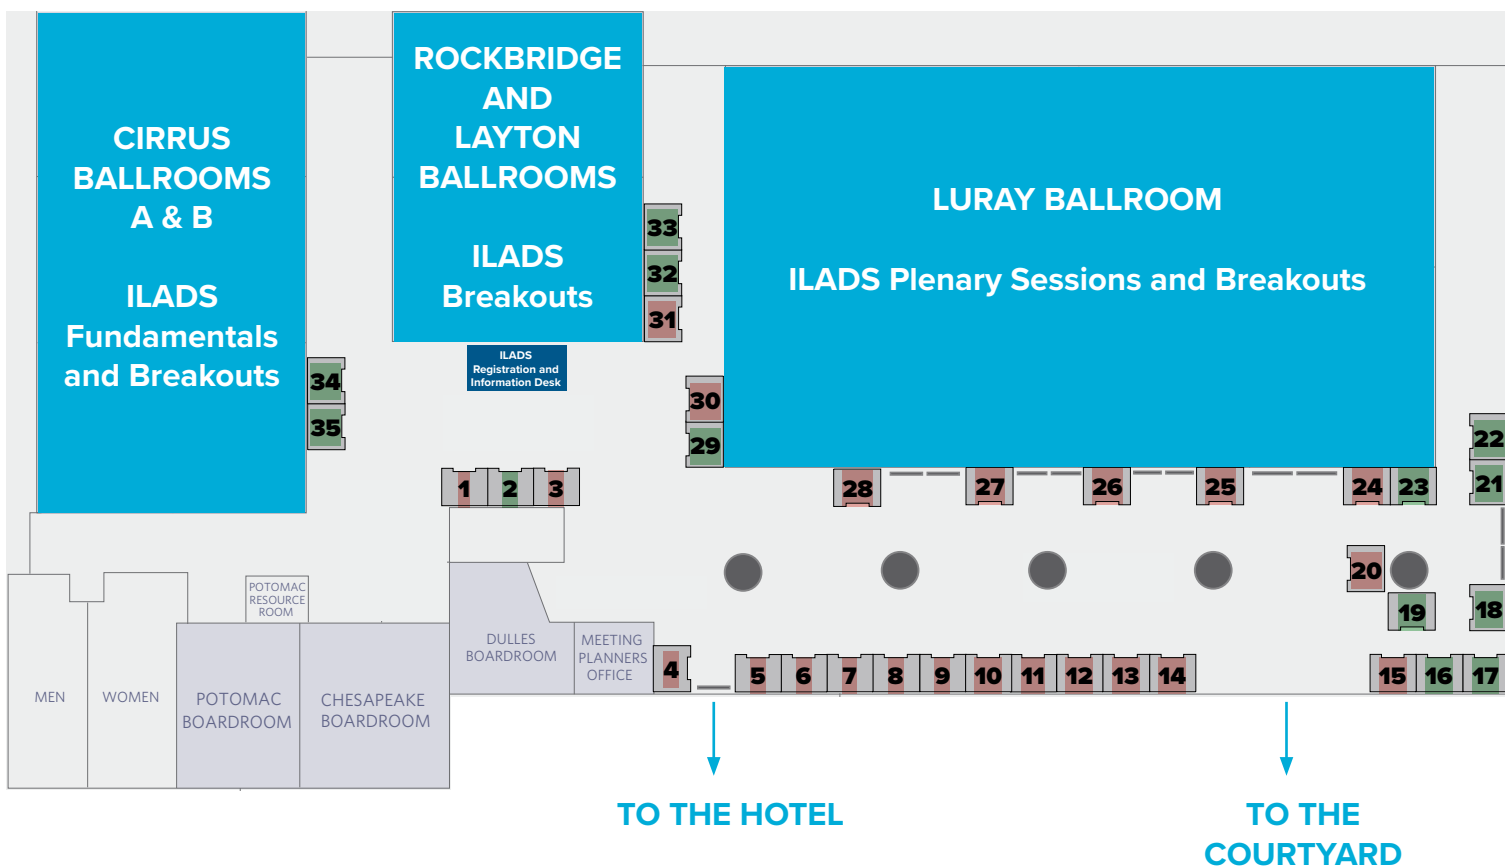 CIRRUS
BALLROOMS
A & B
ILADS
Fundamentals
and Breakouts
ROCKBRIDGE
AND
LAYTON
BALLROOMS
ILADS
Breakouts
LURAY BALLROOM
ILADS Plenary Sessions and Breakouts
ILADS
Registration and
Information Desk
33
32
31
34
35
30
29
22
21
1
2
3
28
27
26
25
24
23
20
19
18
POTOMAC
RESOURCE
ROOM
DULLES
BOARDROOM
MEETING
PLANNERS
OFFICE
4
5
6
7
8
9
10
11
12
13
14
15
16
17
MEN
WOMEN
POTOMAC
BOARDROOM
CHESAPEAKE
BOARDROOM
TO THE HOTEL
TO THE
COURTYARD